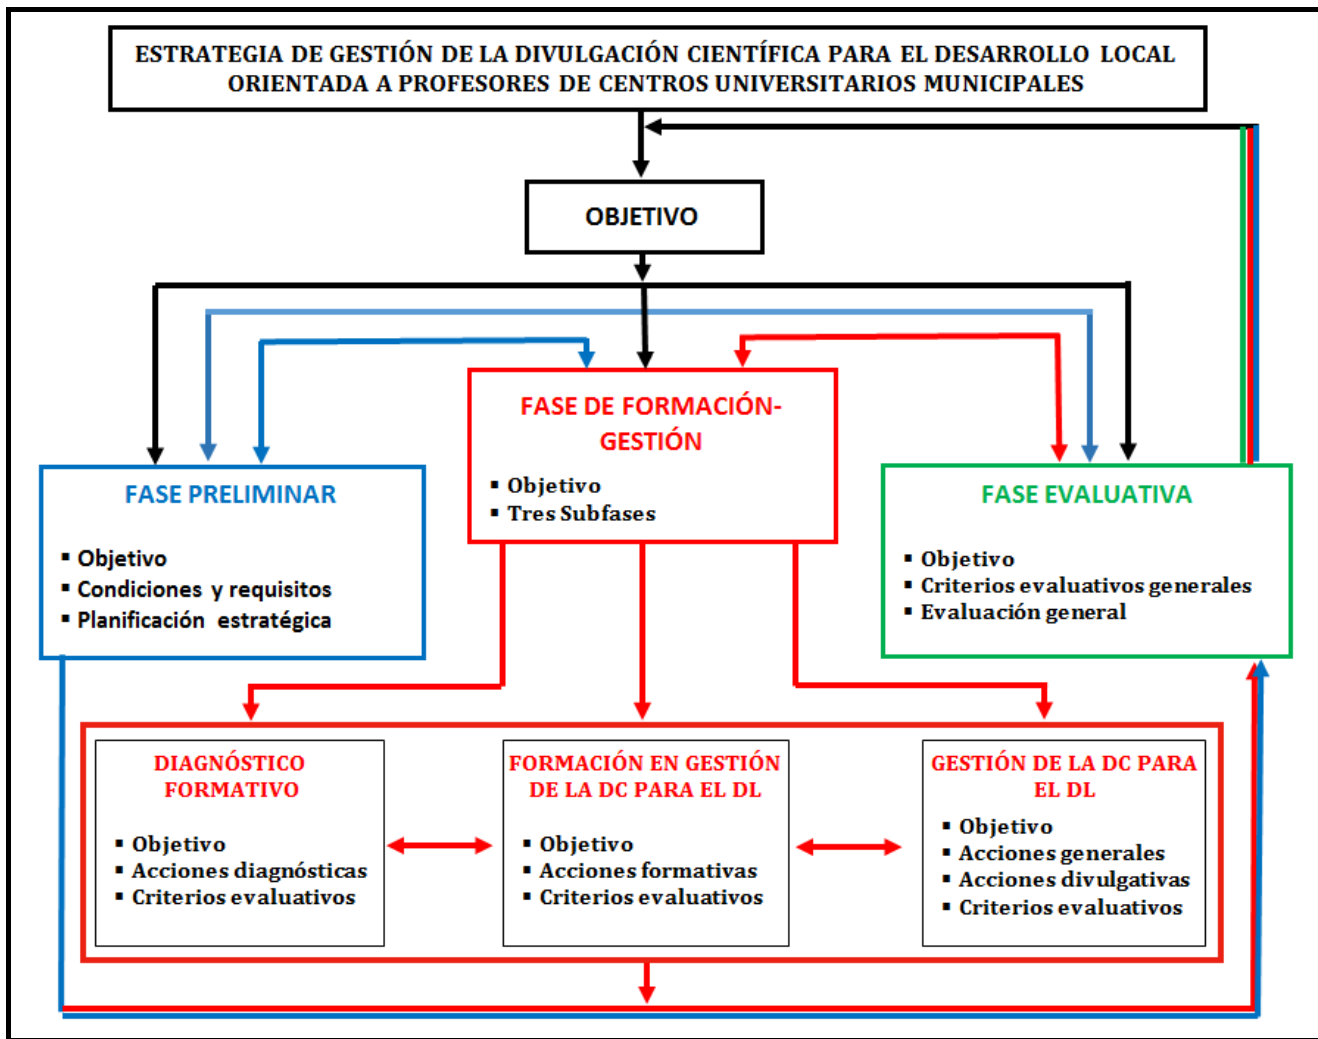 ESTRATEGIA DE GESTIÓN DE LA DIVULGACIÓN CIENTÍFICA PARA EL DESARROLLO LOCAL
ORIENTADA A PROFESORES DE CENTROS UNIVERSITARIOS MUNICIPALES
OBJETIVO
FASE DE FORMACIÓN-
GESTIÓN
▪ Objetivo
▪ Tres Subfases
FASE PRELIMINAR
▪ Objetivo
▪ Condiciones y requisitos
▪ Planificación estratégica
FASE EVALUATIVA
▪ Objetivo
▪ Criterios evaluativos generales
▪ Evaluación general
DIAGNÓSTICO
FORMATIVO
▪ Objetivo
▪ Acciones diagnósticas
▪ Criterios evaluativos
FORMACIÓN EN GESTIÓN
DE LA DC PARA EL DL
▪ Objetivo
▪ Acciones formativas
▪ Criterios evaluativos
GESTIÓN DE LA DC PARA
EL DL
▪ Objetivo
▪ Acciones generales
▪ Acciones divulgativas
▪ Criterios evaluativos